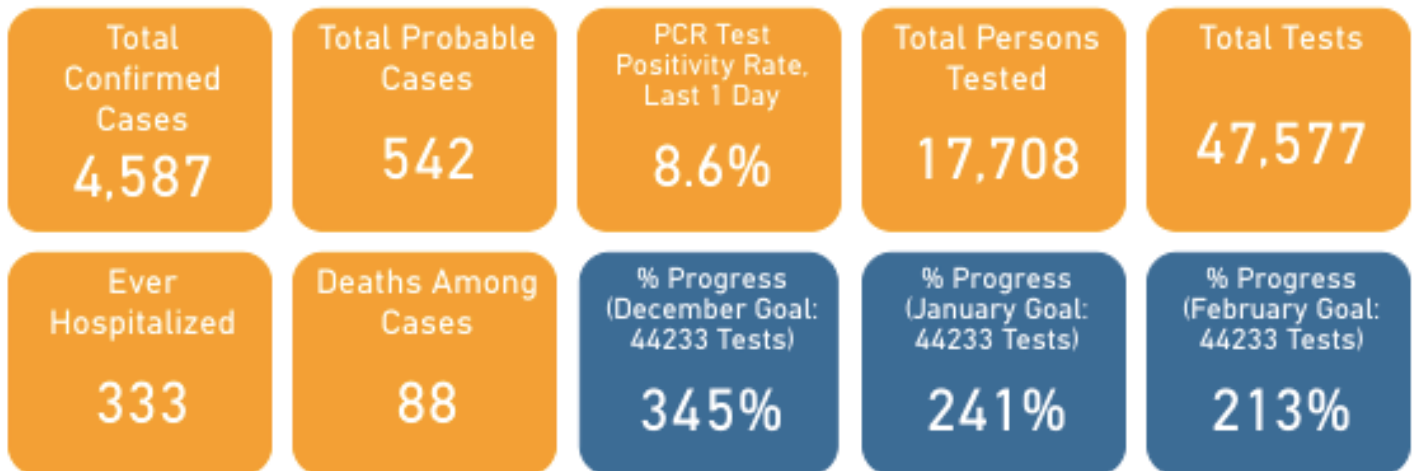 Total
Confirmed
Cases
4,587
Total Probable
Cases
542
PCR Test
Positivity Rate,
Last 1 Day
8.6%
Total Persons
Tested
17,708
Total Tests
47,577
Ever
Hospitalized
333
Deaths Among
Cases
88
% Progress
(December Goal:
44233 Tests)
345%
% Progress
(January Goal:
44233 Tests)
241%
% Progress
(February Goal:
44233 Tests)
213%